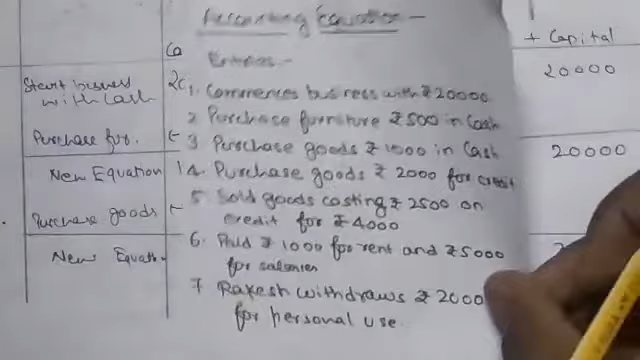 Accounting Equation -
+ Capital
Ca
Entries -
Start business
with Cash
20
20000
1. Commences business with ₹20000
2 Purchase furniture ₹500 in cash
Purchase fur.
3 Purchase goods ₹1000 in cash
20000
New Equation
4. Purchase goods ₹2000 for credit
5 Sold goods costing ₹2500 on
credit for ₹4000
Purchase goods
6. Paid ₹1000 for rent and ₹5000
for salaries
New Equati
7 Rakesh withdraws ₹2000
for personal use.